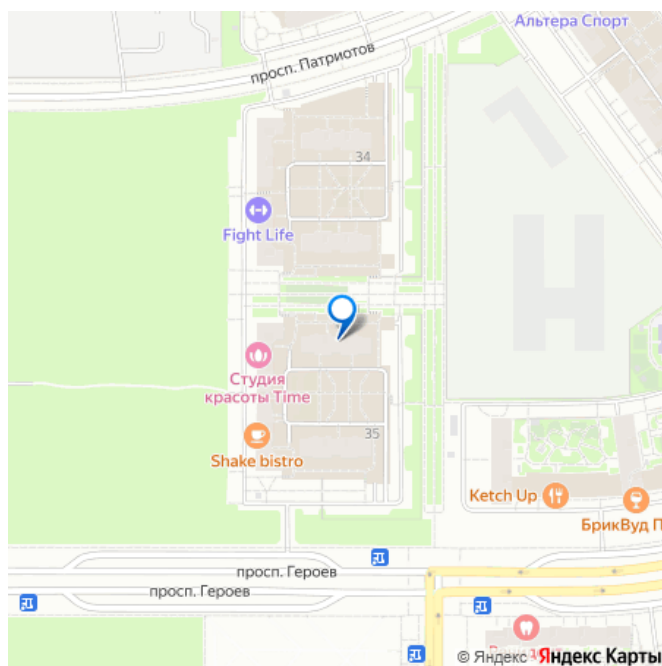 Альтера Спорт
просп. Патриотов
34
Fight Life
Студия
красоты Time
35
Shake bistro
Ketch Up
БрикВуд П
просп. Героев
просп. Героев
© Яндекс
Яндекс Карты